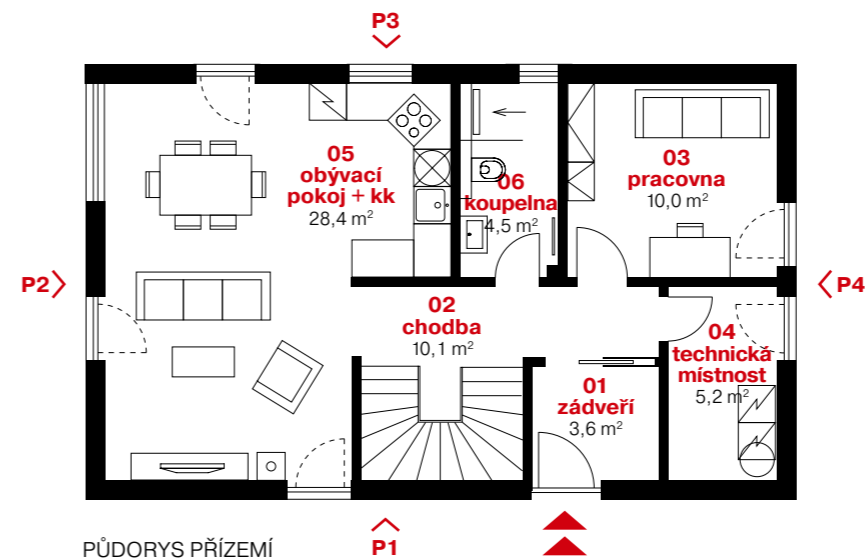 P3
05
obývací
pokoj + kk
28,4 m²
06
koupelna
4,5 m²
03
pracovna
10,0 m²
P2
P4
02
chodba
10,1 m²
04
technická
místnost
5,2 m²
01
zádveří
3,6 m²
PŮDORYS PŘÍZEMÍ
P1